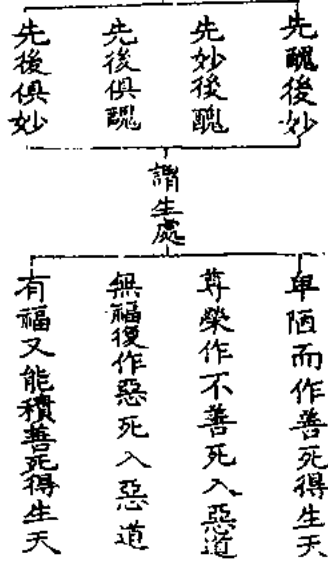 先醜後妙
先妙後醜
先後俱醜
先後俱妙
謂生處
卑陋而作善死得生天
尊榮作不善死入惡道
無福復作惡死入惡道
有福又能積善死得生天